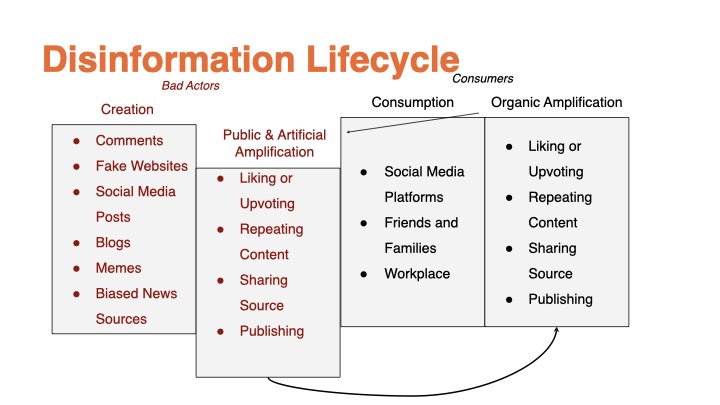 Disinformation Lifecycle
Bad Actors
Consumers
Creation
● Comments
● Fake Websites
● Social Media
Posts
● Blogs
● Memes
● Biased News
Sources
Public & Artificial
Amplification
● Liking or
Upvoting
● Repeating
Content
● Sharing
Source
● Publishing
Consumption
● Social Media
Platforms
● Friends and
Families
● Workplace
Organic Amplification
● Liking or
Upvoting
● Repeating
Content
● Sharing
Source
● Publishing